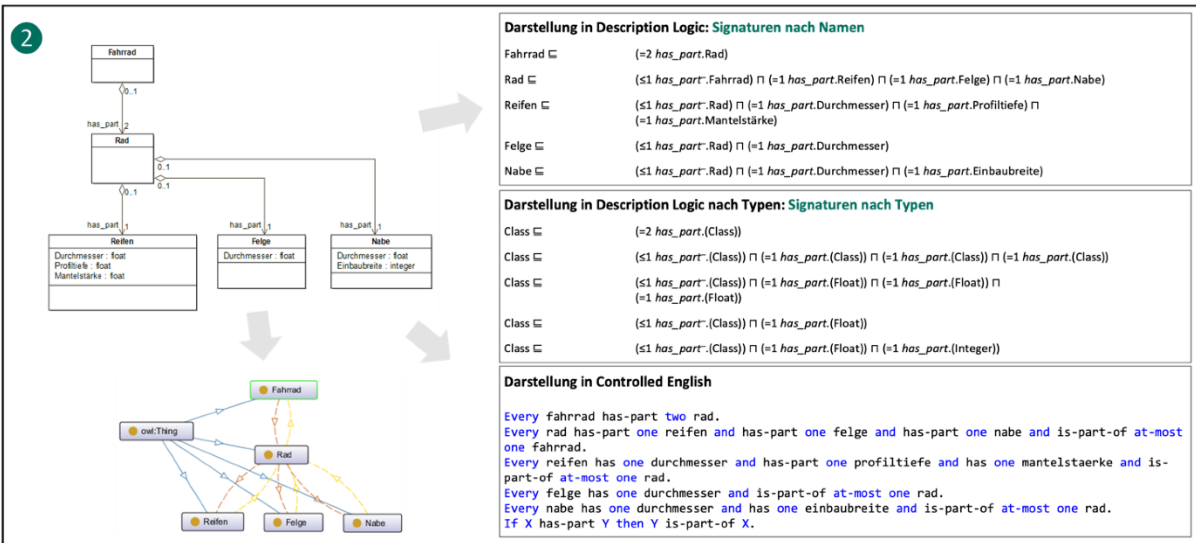 2
Fahrrad
0..1
has_part 2
Rad
0..1
0..1
0..1
has_part 1
has_part 1
has_part 1
Reifen
Durchmesser : float
Profiltiefe : float
Mantelstärke : float
Felge
Durchmesser : float
Nabe
Durchmesser : float
Einbaubreite : integer
Fahrrad
owl:Thing
Rad
Reifen
Felge
Nabe
Darstellung in Description Logic: Signaturen nach Namen
Fahrrad ⊑ (=2 has_part.Rad)
Rad ⊑ (≤1 has_part⁻.Fahrrad) ⊓ (=1 has_part.Reifen) ⊓ (=1 has_part.Felge) ⊓ (=1 has_part.Nabe)
Reifen ⊑ (≤1 has_part⁻.Rad) ⊓ (=1 has_part.Durchmesser) ⊓ (=1 has_part.Profiltiefe) ⊓
(=1 has_part.Mantelstärke)
Felge ⊑ (≤1 has_part⁻.Rad) ⊓ (=1 has_part.Durchmesser)
Nabe ⊑ (≤1 has_part⁻.Rad) ⊓ (=1 has_part.Durchmesser) ⊓ (=1 has_part.Einbaubreite)
Darstellung in Description Logic nach Typen: Signaturen nach Typen
Class ⊑ (=2 has_part.(Class))
Class ⊑ (≤1 has_part⁻.(Class)) ⊓ (=1 has_part.(Class)) ⊓ (=1 has_part.(Class)) ⊓ (=1 has_part.(Class))
Class ⊑ (≤1 has_part⁻.(Class)) ⊓ (=1 has_part.(Float)) ⊓ (=1 has_part.(Float)) ⊓
(=1 has_part.(Float))
Class ⊑ (≤1 has_part⁻.(Class)) ⊓ (=1 has_part.(Float))
Class ⊑ (≤1 has_part⁻.(Class)) ⊓ (=1 has_part.(Float)) ⊓ (=1 has_part.(Integer))
Darstellung in Controlled English
Every fahrrad has-part two rad.
Every rad has-part one reifen and has-part one felge and has-part one nabe and is-part-of at-most
one fahrrad.
Every reifen has one durchmesser and has-part one profiltiefe and has one mantelstaerke and is-
part-of at-most one rad.
Every felge has one durchmesser and is-part-of at-most one rad.
Every nabe has one durchmesser and has one einbaubreite and is-part-of at-most one rad.
If X has-part Y then Y is-part-of X.